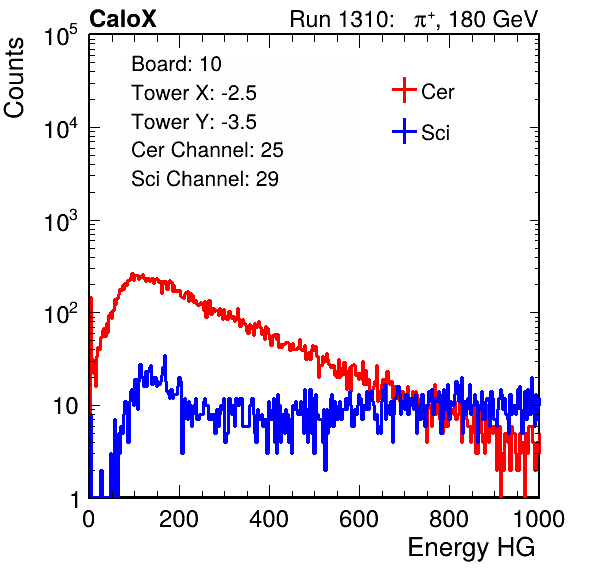 CaloX Run 1310: π⁺, 180 GeV
Counts
10⁵
10⁴
10³
10²
10
1
Board: 10
Tower X: -2.5
Tower Y: -3.5
Cer Channel: 25
Sci Channel: 29
Cer
Sci
0 200 400 600 800 1000
Energy HG